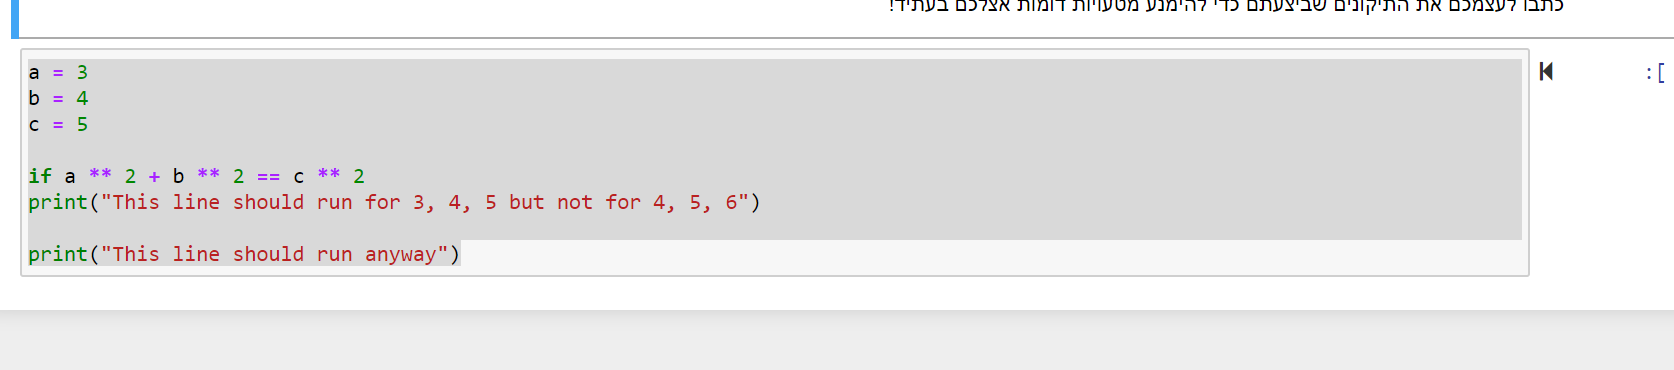 כתבו לעצמכם את התיקונים שביצעתם כדי להימנע מטעויות דומות אצלכם בעתיד!
[ :
a = 3
b = 4
c = 5
if a ** 2 + b ** 2 == c ** 2
print("This line should run for 3, 4, 5 but not for 4, 5, 6")
print("This line should run anyway")